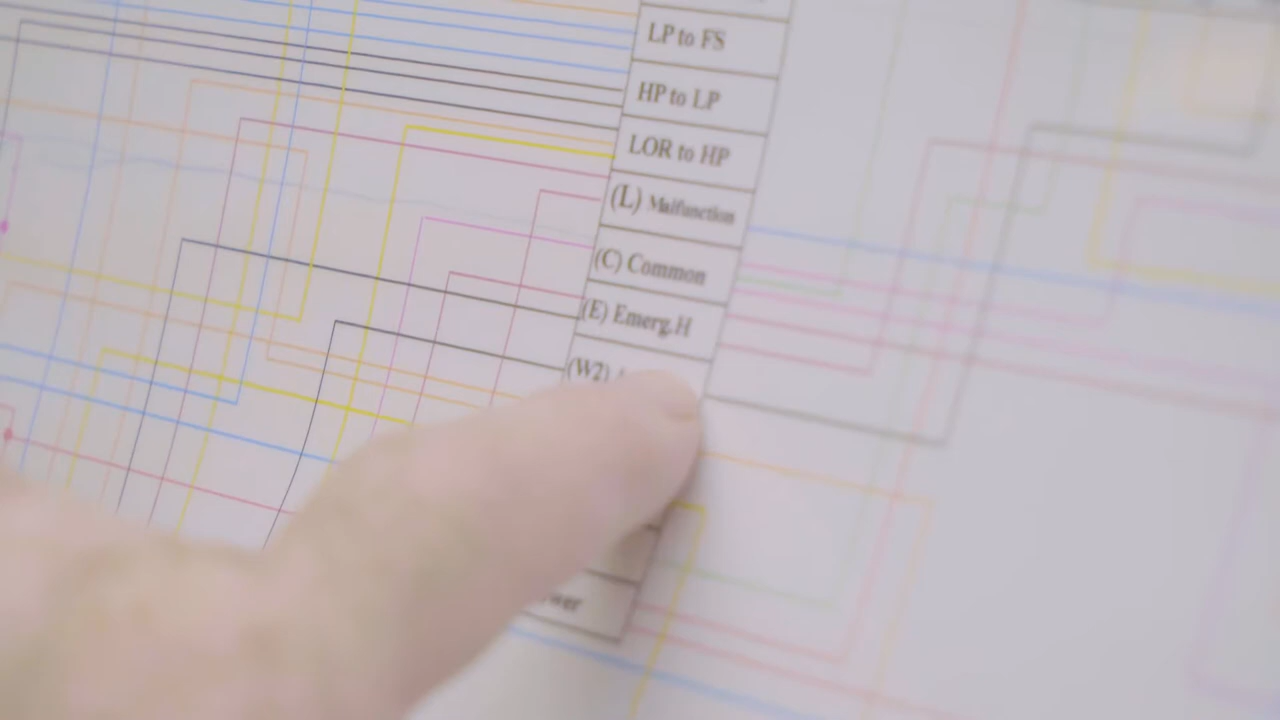 LP to FS
HP to LP
LOR to HP
(L) Malfunction
(C) Common
(E) Emerg.H
(W2)